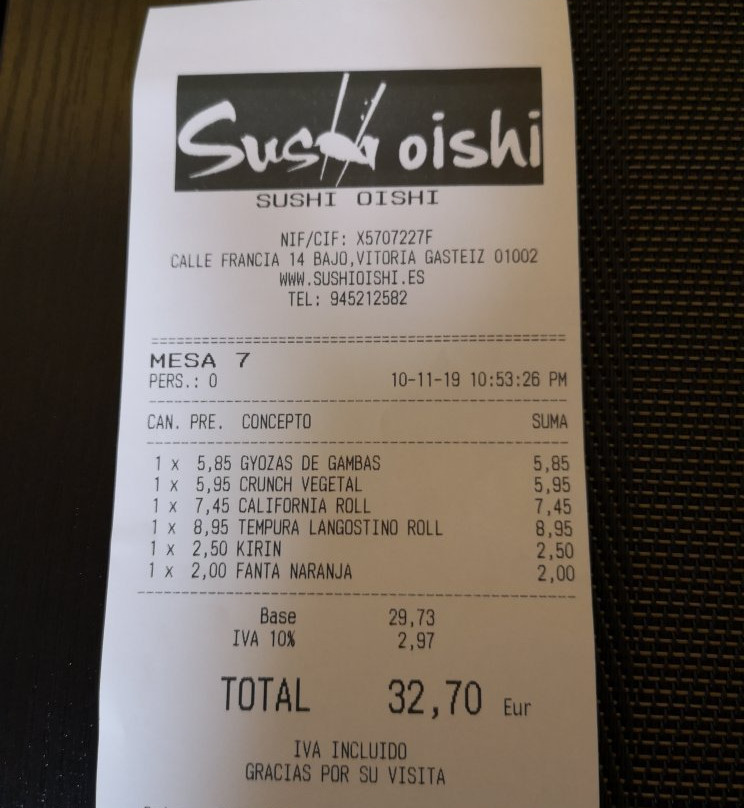 Sushi oishi
SUSHI OISHI
NIF/CIF: X5707227F
CALLE FRANCIA 14 BAJO,VITORIA GASTEIZ 01002
WWW.SUSHIOISHI.ES
TEL: 945212582
MESA 7
PERS.: 0 10-11-19 10:53:26 PM
CAN. PRE. CONCEPTO SUMA
1 x 5,85 GYOZAS DE GAMBAS 5,85
1 x 5,95 CRUNCH VEGETAL 5,95
1 x 7,45 CALIFORNIA ROLL 7,45
1 x 8,95 TEMPURA LANGOSTINO ROLL 8,95
1 x 2,50 KIRIN 2,50
1 x 2,00 FANTA NARANJA 2,00
Base 29,73
IVA 10% 2,97
TOTAL 32,70 Eur
IVA INCLUIDO
GRACIAS POR SU VISITA